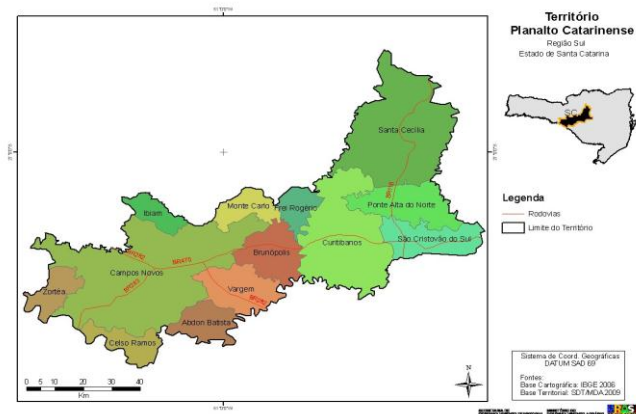 Território
Planalto Catarinense
Região Sul
Estado de Santa Catarina
SC
Santa Cecília
Ponte Alta do Norte
São Cristovão do Sul
Curitibanos
Frei Rogério
Monte Carlo
Ibiam
Brunópolis
BR470
Campos Novos
Vargem
Zortéa
Abdon Batista
Celso Ramos
Legenda
Rodovias
Limite do Território
0 5 10 20 30 40
Km
N
Sistema de Coord. Geográficas
DATUM SAD 69
Fontes:
Base Cartográfica: IBGE 2006
Base Territorial: SDT/MDA 2009